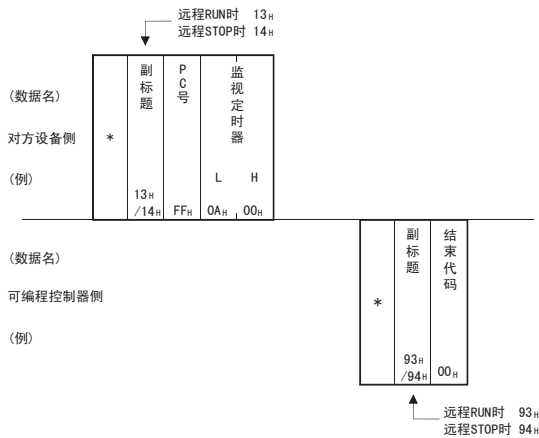 远程RUN时 13H
远程STOP时 14H
(数据名)
对方设备侧
(例)
*
副标题
13H
/14H
PC号
FFH
监视定时器
L H
0AH 00H
(数据名)
可编程控制器侧
(例)
*
副标题
93H
/94H
结束代码
00H
远程RUN时 93H
远程STOP时 94H